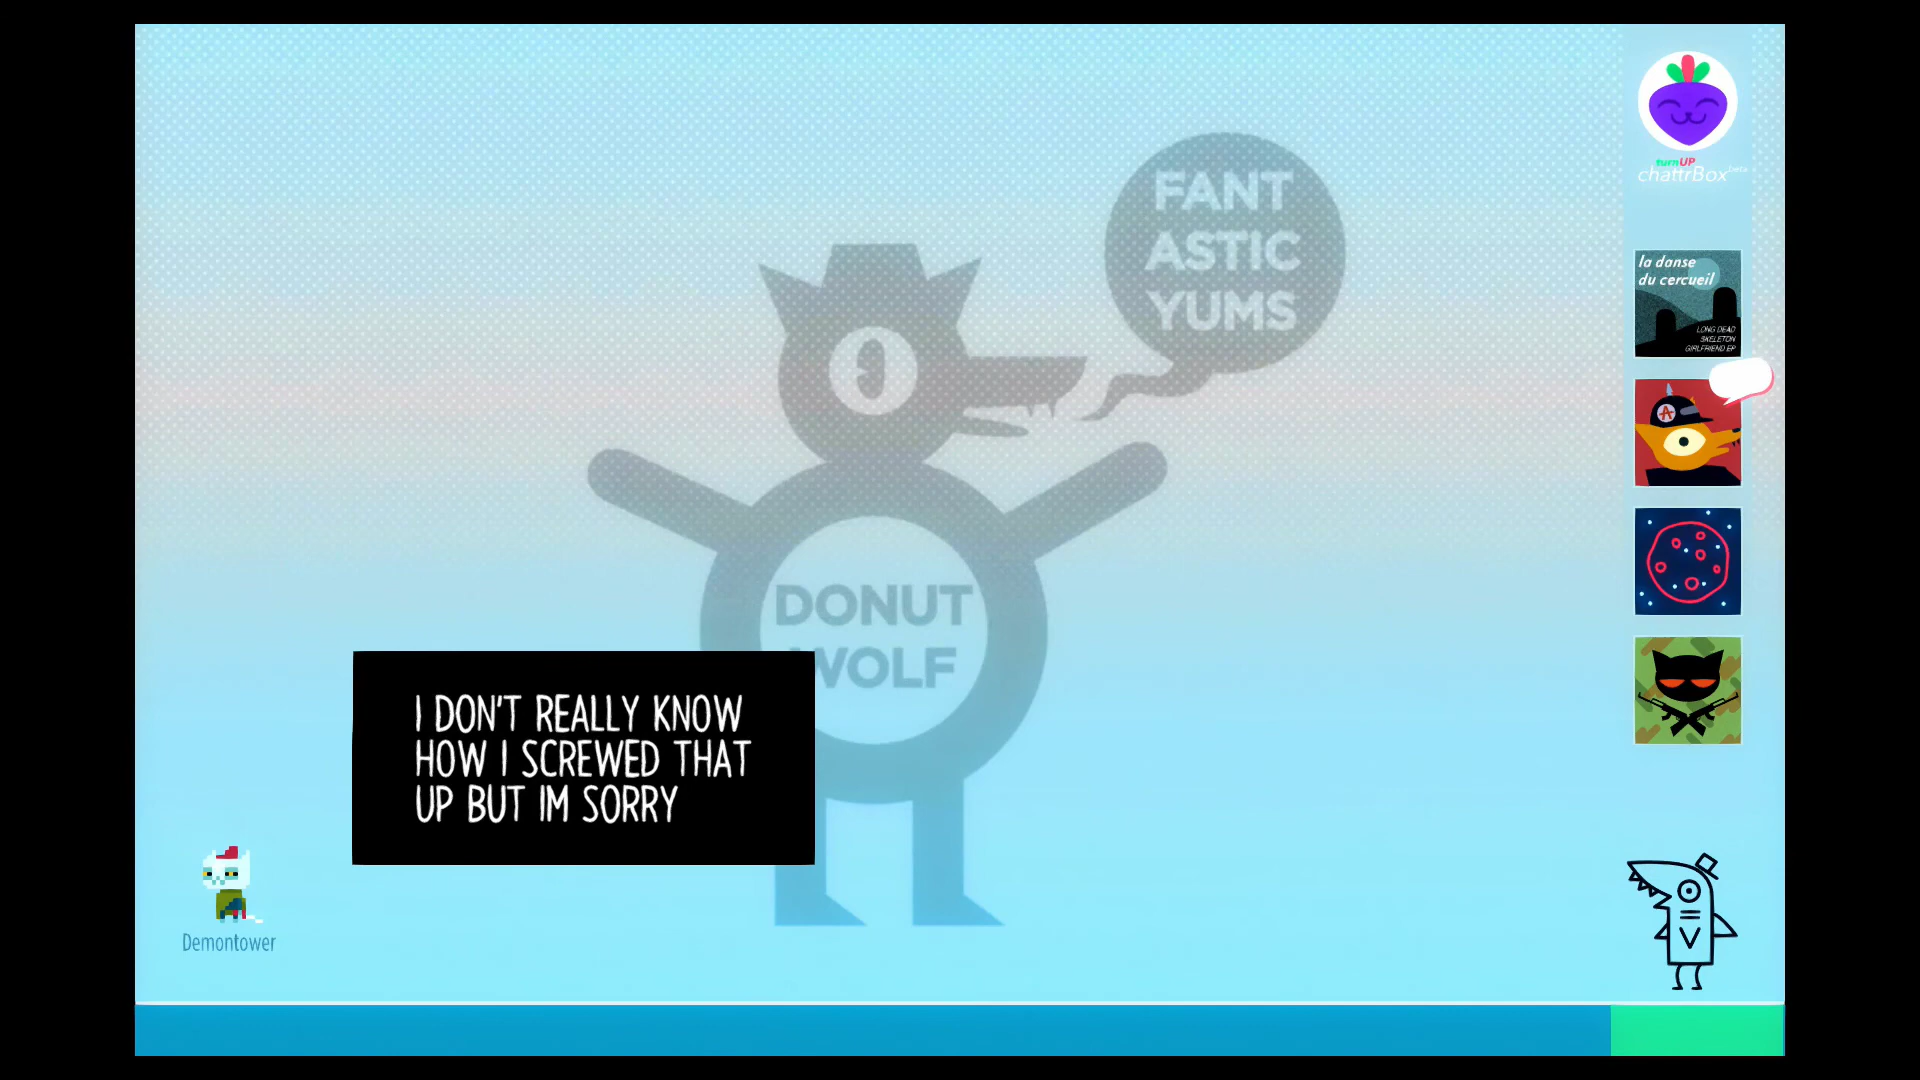 FANT
ASTIC
YUMS
turnUP
chattrBox beta
la danse
du cercueil
LONG DEAD
SKELETON
GIRLFRIEND EP
A
DONUT
WOLF
I DON'T REALLY KNOW
HOW I SCREWED THAT
UP BUT IM SORRY
Demontower